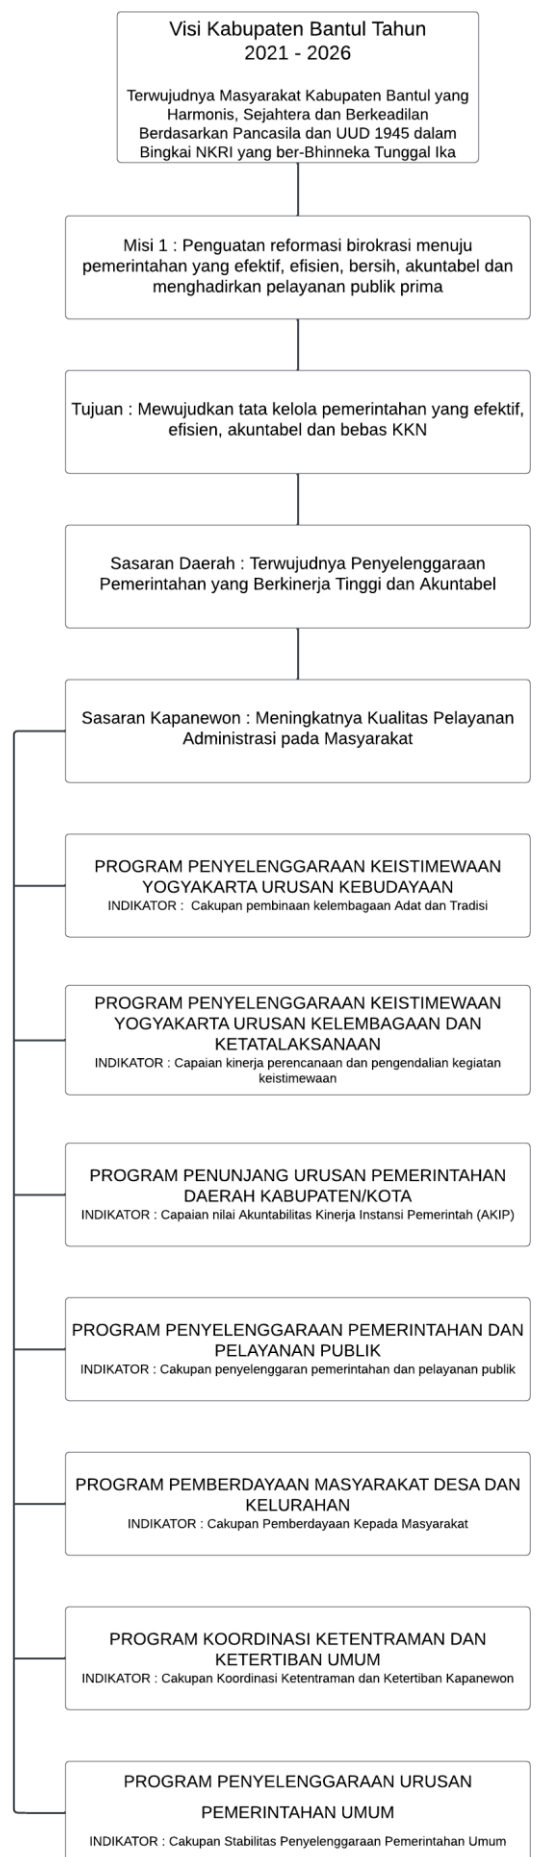 Visi Kabupaten Bantul Tahun
2021 - 2026
Terwujudnya Masyarakat Kabupaten Bantul yang
Harmonis, Sejahtera dan Berkeadilan
Berdasarkan Pancasila dan UUD 1945 dalam
Bingkai NKRI yang ber-Bhinneka Tunggal Ika
Misi 1 : Penguatan reformasi birokrasi menuju
pemerintahan yang efektif, efisien, bersih, akuntabel dan
menghadirkan pelayanan publik prima
Tujuan : Mewujudkan tata kelola pemerintahan yang efektif,
efisien, akuntabel dan bebas KKN
Sasaran Daerah : Terwujudnya Penyelenggaraan
Pemerintahan yang Berkinerja Tinggi dan Akuntabel
Sasaran Kapanewon : Meningkatnya Kualitas Pelayanan
Administrasi pada Masyarakat
PROGRAM PENYELENGGARAAN KEISTIMEWAAN
YOGYAKARTA URUSAN KEBUDAYAAN
INDIKATOR : Cakupan pembinaan kelembagaan Adat dan Tradisi
PROGRAM PENYELENGGARAAN KEISTIMEWAAN
YOGYAKARTA URUSAN KELEMBAGAAN DAN
KETATALAKSANAAN
INDIKATOR : Capaian kinerja perencanaan dan pengendalian kegiatan
keistimewaan
PROGRAM PENUNJANG URUSAN PEMERINTAHAN
DAERAH KABUPATEN/KOTA
INDIKATOR : Capaian nilai Akuntabilitas Kinerja Instansi Pemerintah (AKIP)
PROGRAM PENYELENGGARAAN PEMERINTAHAN DAN
PELAYANAN PUBLIK
INDIKATOR : Cakupan penyelenggaran pemerintahan dan pelayanan publik
PROGRAM PEMBERDAYAAN MASYARAKAT DESA DAN
KELURAHAN
INDIKATOR : Cakupan Pemberdayaan Kepada Masyarakat
PROGRAM KOORDINASI KETENTRAMAN DAN
KETERTIBAN UMUM
INDIKATOR : Cakupan Koordinasi Ketentraman dan Ketertiban Kapanewon
PROGRAM PENYELENGGARAAN URUSAN
PEMERINTAHAN UMUM
INDIKATOR : Cakupan Stabilitas Penyelenggaraan Pemerintahan Umum